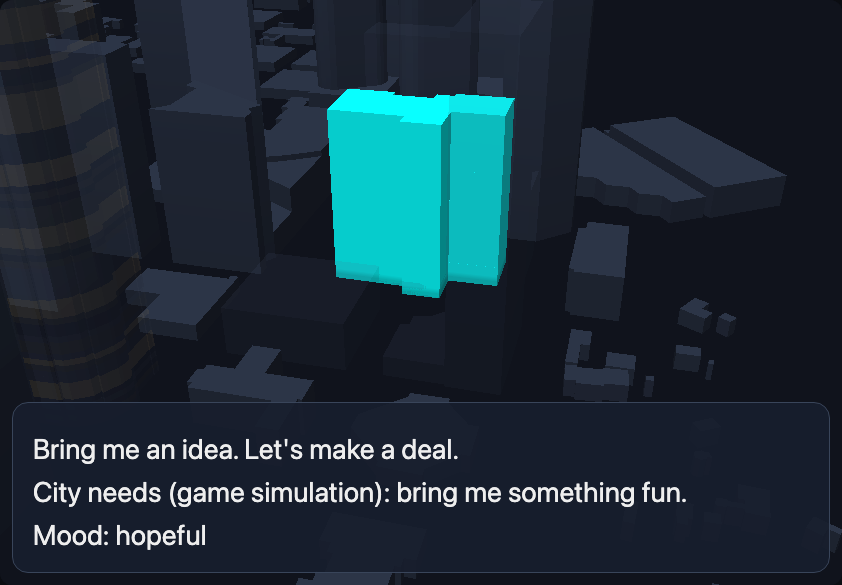 Bring me an idea. Let's make a deal.
City needs (game simulation): bring me something fun.
Mood: hopeful